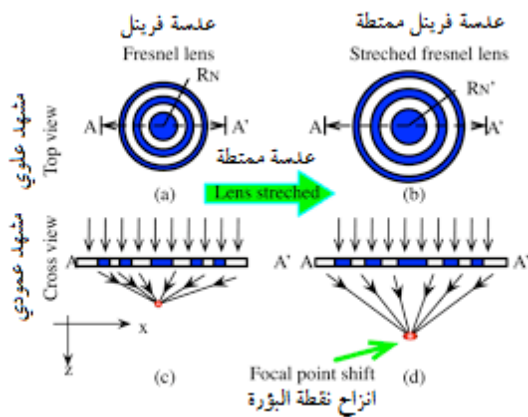 عدسة فرينل
Fresnel lens
عدسة فرينل ممتطة
Streched fresnel lens
مشهد علوي
Top view
RN
A
A'
(a)
RN'
A
A'
(b)
عدسة ممتطة
Lens streched
مشهد عمودي
Cross view
A
A'
A'
x
z
(c)
(d)
Focal point shift
انزاح نقطة البؤرة